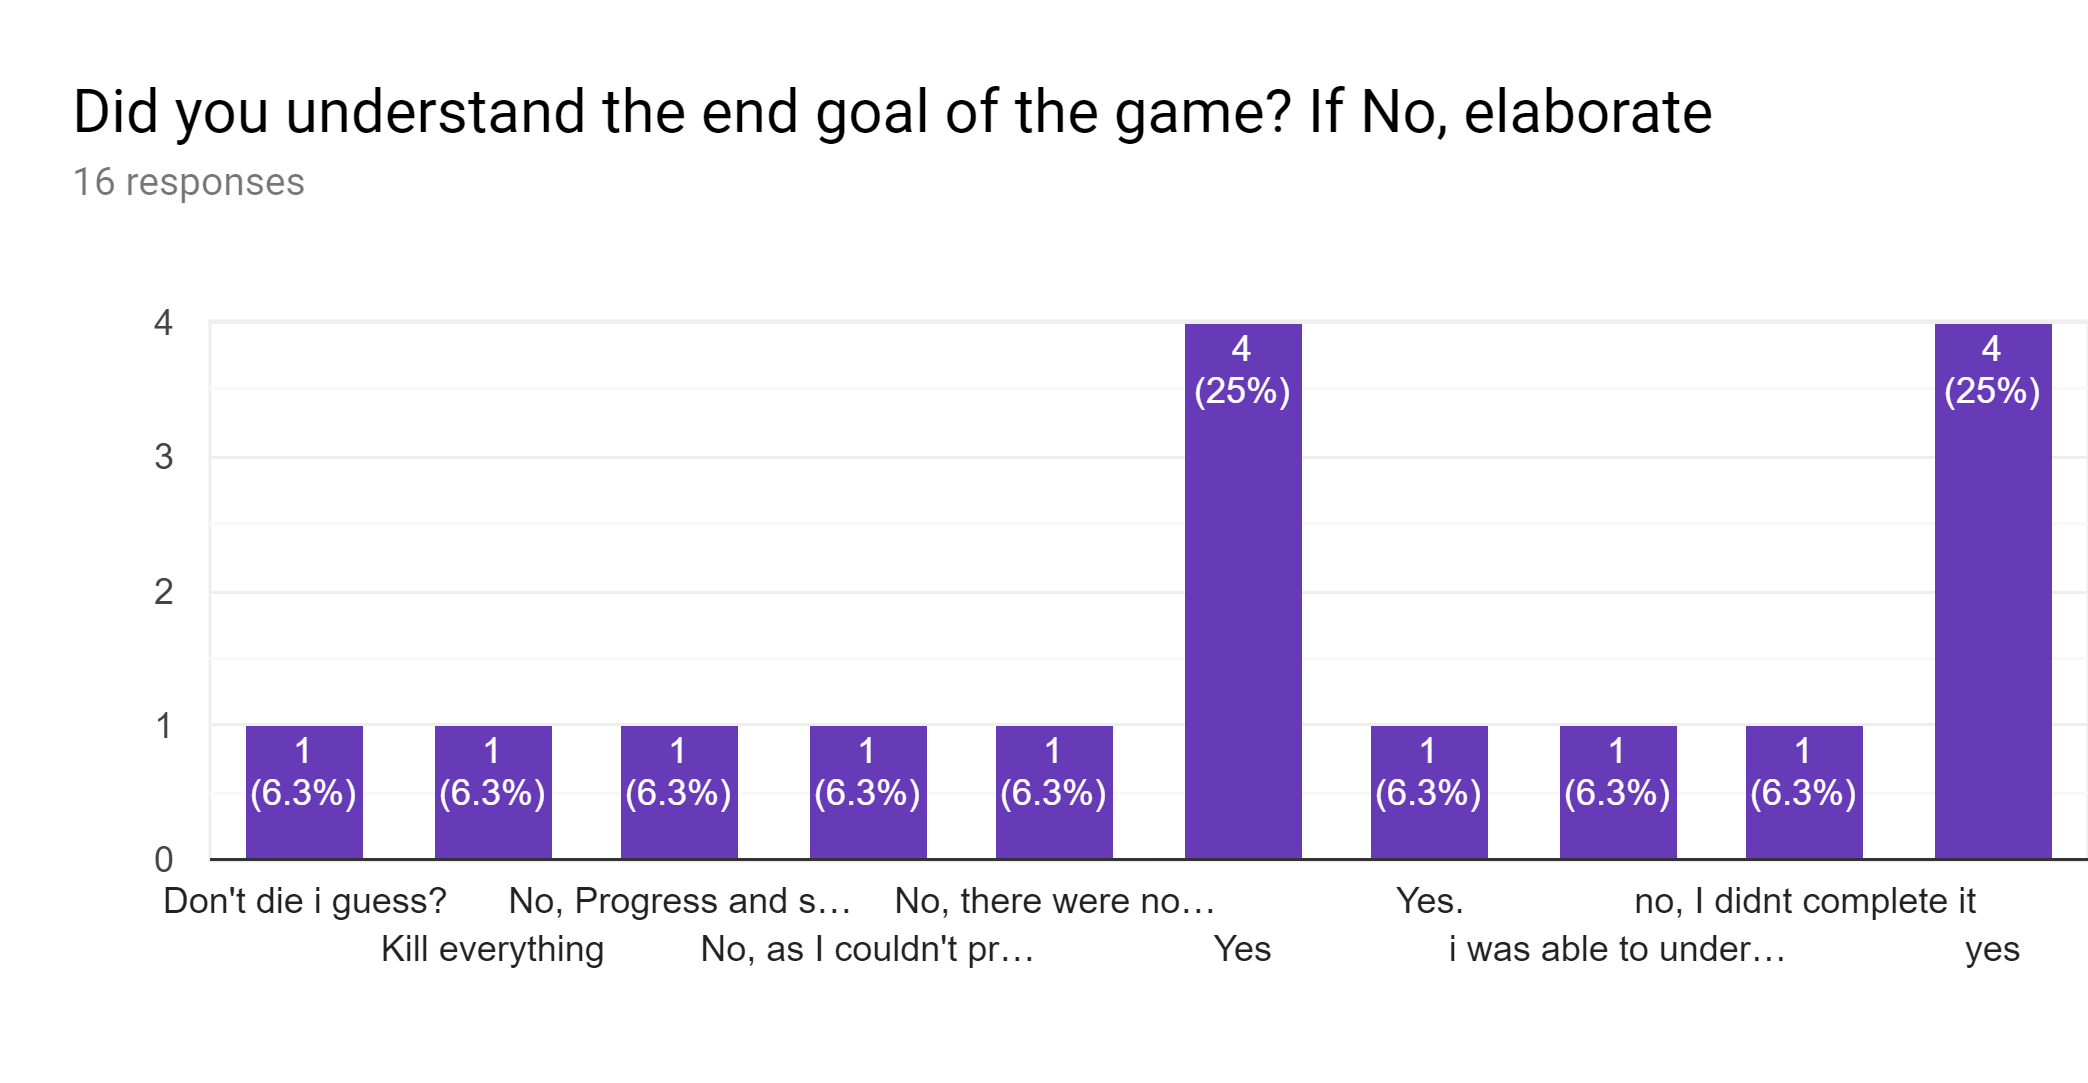 Did you understand the end goal of the game? If No, elaborate
16 responses
4
3
2
1
0
1
(6.3%)
1
(6.3%)
1
(6.3%)
1
(6.3%)
1
(6.3%)
4
(25%)
1
(6.3%)
1
(6.3%)
1
(6.3%)
4
(25%)
Don't die i guess?
Kill everything
No, Progress and s…
No, as I couldn't pr…
No, there were no…
Yes
Yes.
i was able to under…
no, I didnt complete it
yes